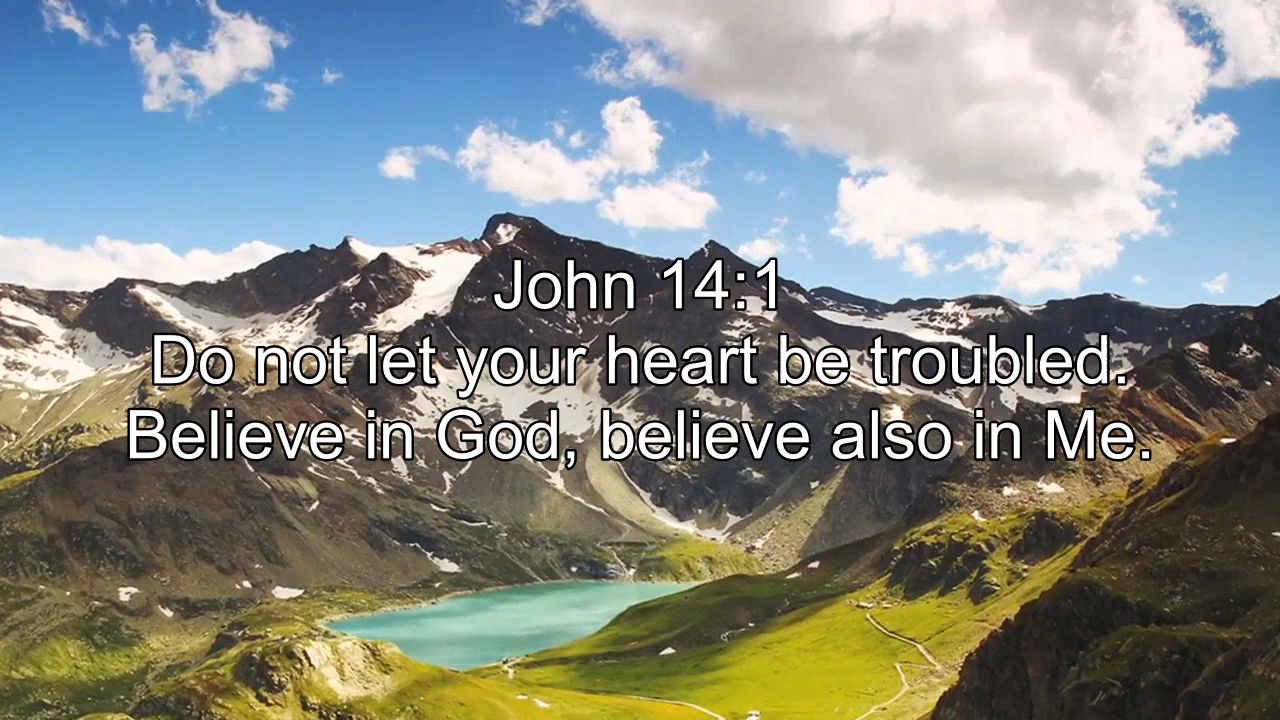 John 14:1
Do not let your heart be troubled.
Believe in God, believe also in Me.